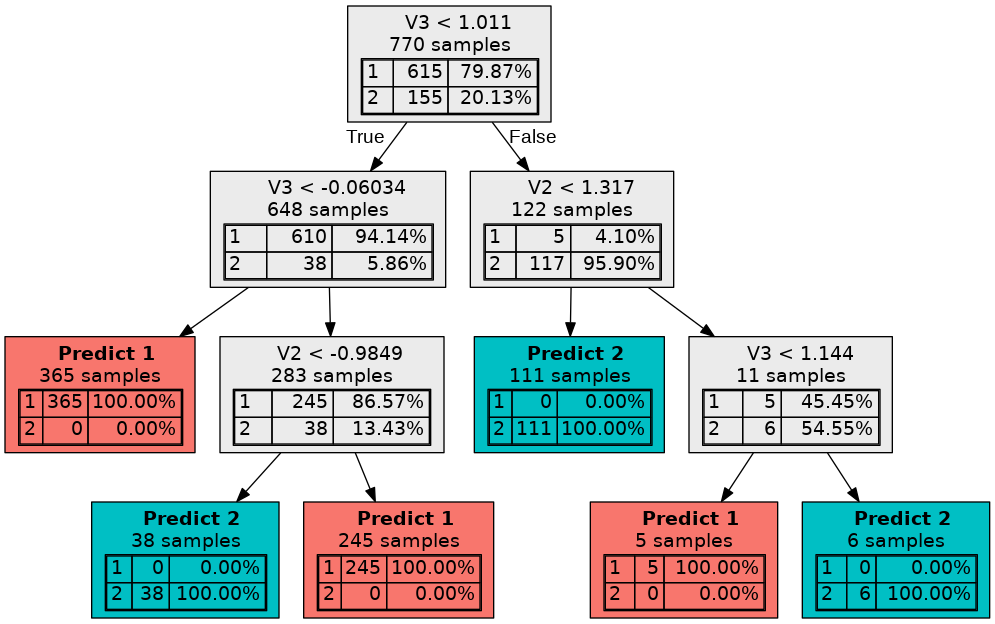 V3 < 1.011
770 samples
1 615 79.87%
2 155 20.13%
True
False
V3 < -0.06034
648 samples
1 610 94.14%
2 38 5.86%
V2 < 1.317
122 samples
1 5 4.10%
2 117 95.90%
Predict 1
365 samples
1 365 100.00%
2 0 0.00%
V2 < -0.9849
283 samples
1 245 86.57%
2 38 13.43%
Predict 2
111 samples
1 0 0.00%
2 111 100.00%
V3 < 1.144
11 samples
1 5 45.45%
2 6 54.55%
Predict 2
38 samples
1 0 0.00%
2 38 100.00%
Predict 1
245 samples
1 245 100.00%
2 0 0.00%
Predict 1
5 samples
1 5 100.00%
2 0 0.00%
Predict 2
6 samples
1 0 0.00%
2 6 100.00%